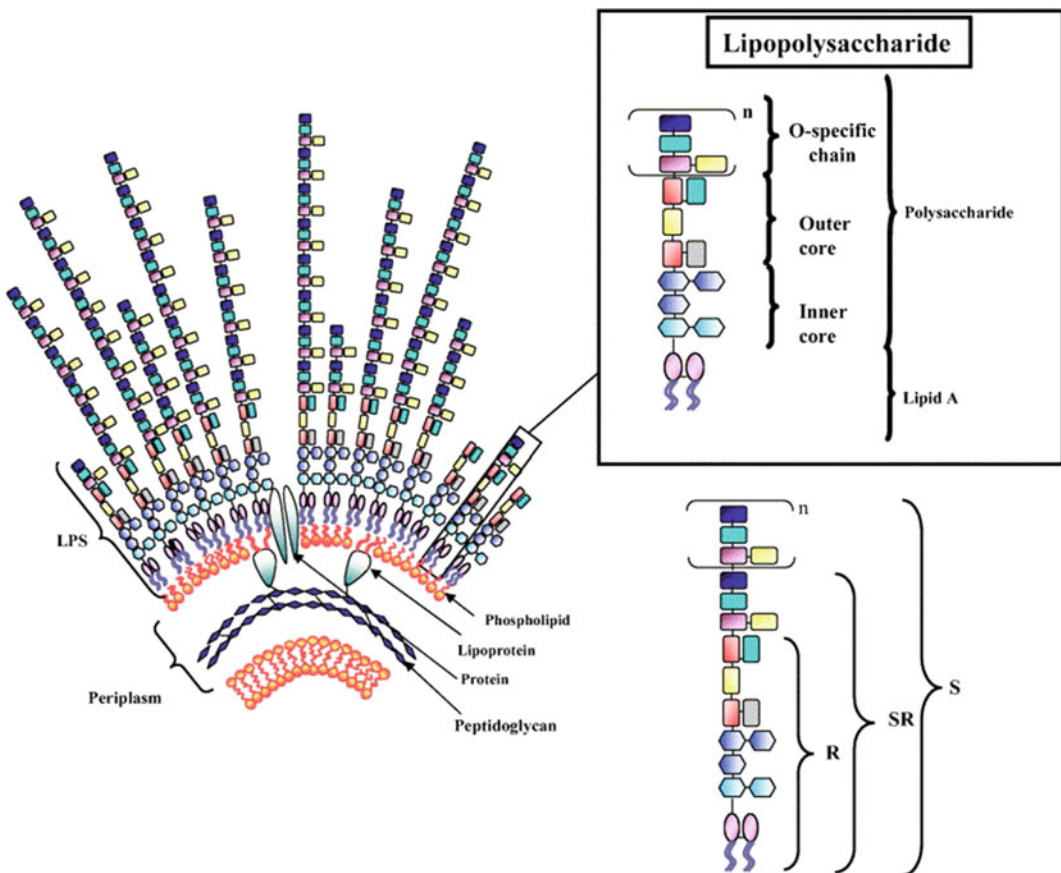 Lipopolysaccharide
n
O-specific
chain
Outer
core
Inner
core
Polysaccharide
Lipid A
LPS
Periplasm
Phospholipid
Lipoprotein
Protein
Peptidoglycan
n
R
SR
S